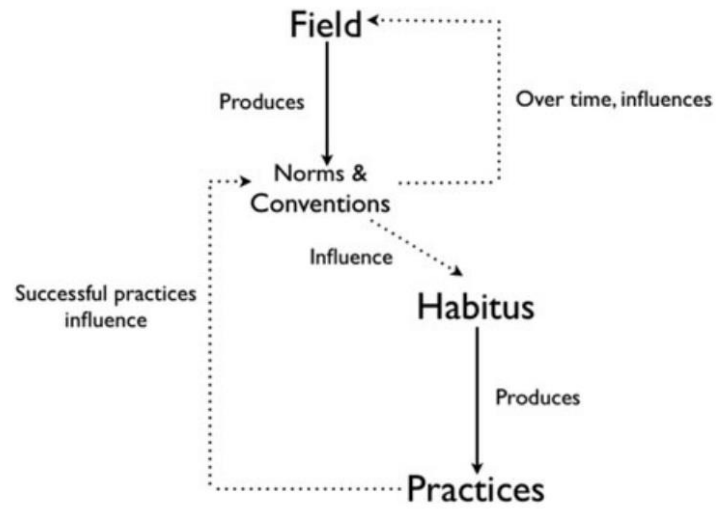 Field
Produces
Over time, influences
Norms &
Conventions
Influence
Successful practices
influence
Habitus
Produces
Practices